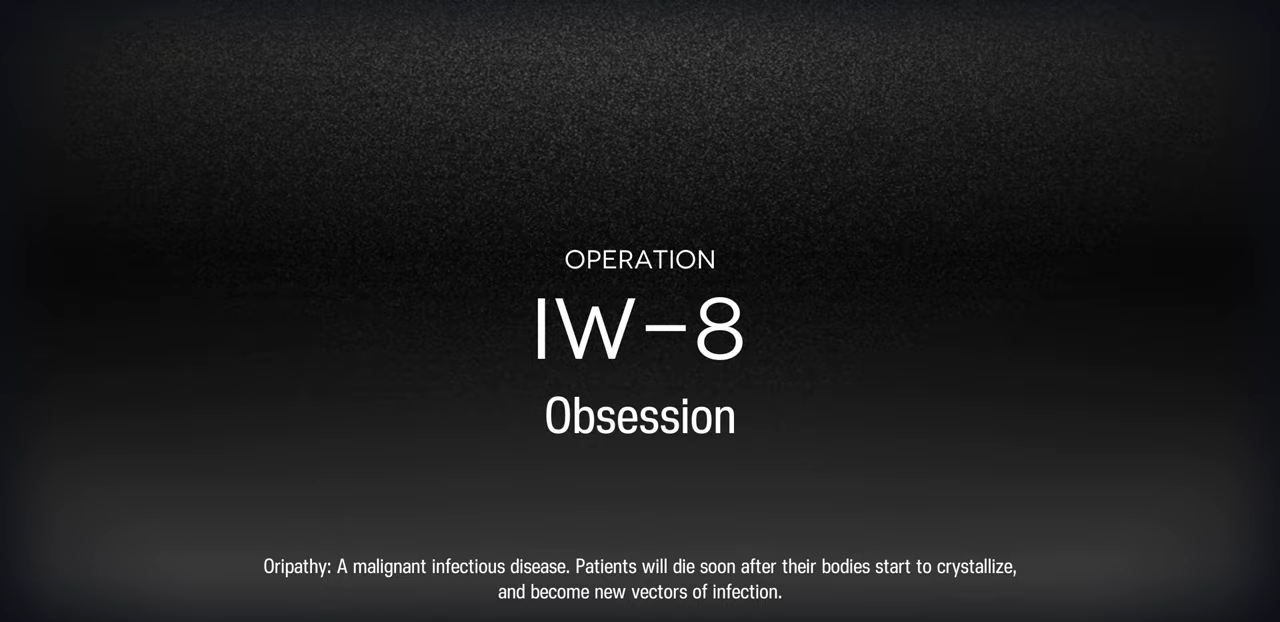 OPERATION
IW-8
Obsession
Oripathy: A malignant infectious disease. Patients will die soon after their bodies start to crystallize,
and become new vectors of infection.